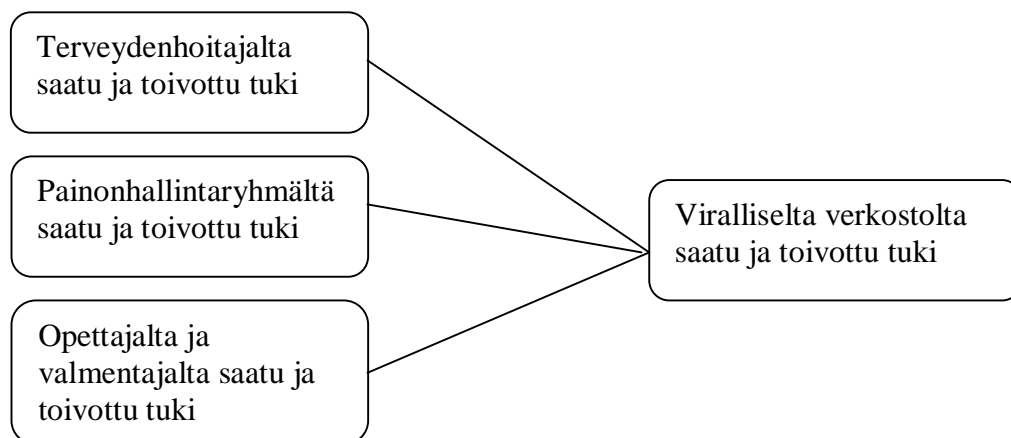 Terveydenhoitajalta
saatu ja toivottu tuki
Painonhallintaryhmältä
saatu ja toivottu tuki
Viralliselta verkostolta
saatu ja toivottu tuki
Opettajalta ja
valmentajalta saatu ja
toivottu tuki